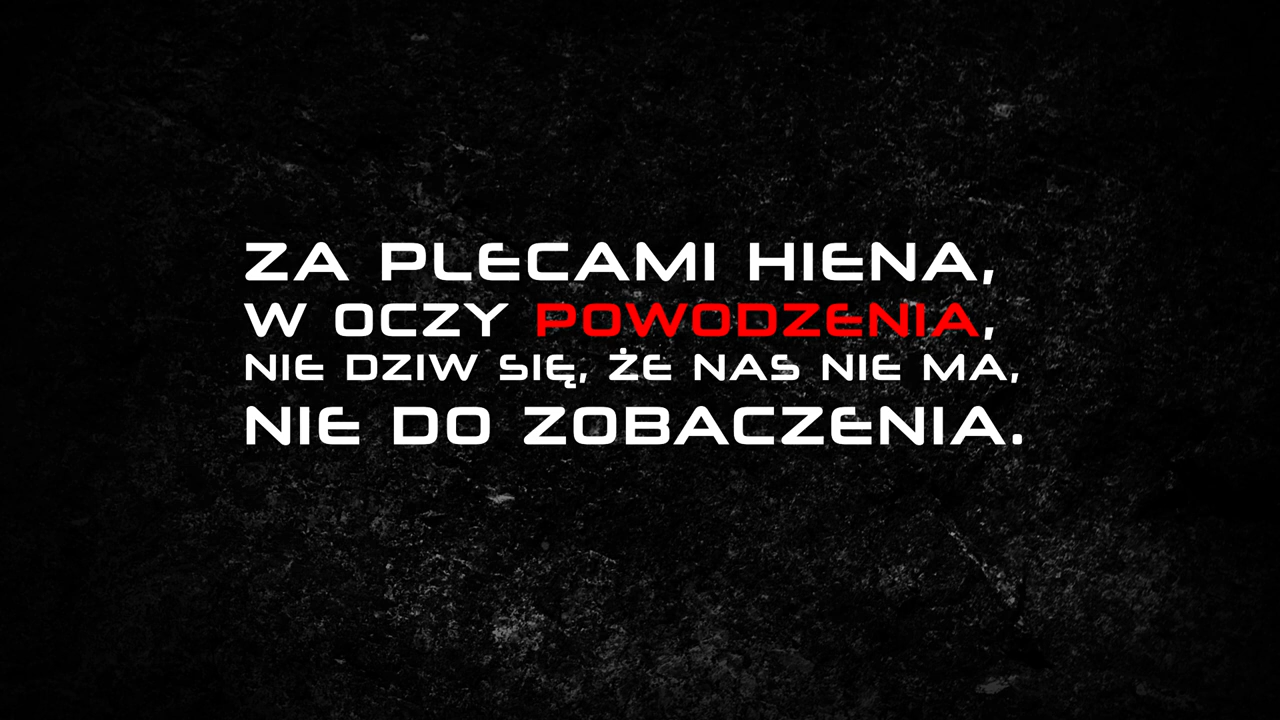 ZA PLECAMI HIENA,
W OCZY POWODZENIA,
NIE DZIW SIĘ, ŻE NAS NIE MA,
NIE DO ZOBACZENIA.